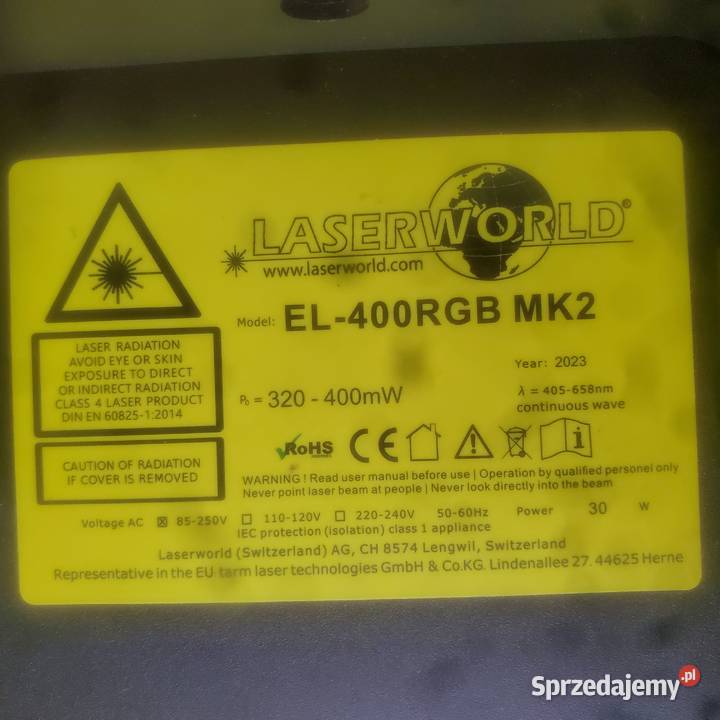 LASERWORLD®
www.laserworld.com
Model: EL-400RGB MK2
LASER RADIATION
AVOID EYE OR SKIN
EXPOSURE TO DIRECT
OR INDIRECT RADIATION
CLASS 4 LASER PRODUCT
DIN EN 60825-1:2014
Year: 2023
P₀ = 320 - 400mW
λ = 405-658nm
continuous wave
CAUTION OF RADIATION
IF COVER IS REMOVED
RoHS CE i
WARNING ! Read user manual before use | Operation by qualified personel only
Never point laser beam at people | Never look directly into the beam
Voltage AC ☒ 85-250V ☐ 110-120V ☐ 220-240V 50-60Hz Power 30 W
IEC protection (isolation) class 1 appliance
Laserworld (Switzerland) AG, CH 8574 Lengwil, Switzerland
Representative in the EU tarm laser technologies GmbH & Co.KG. Lindenallee 27. 44625 Herne
Sprzedajemy.pl